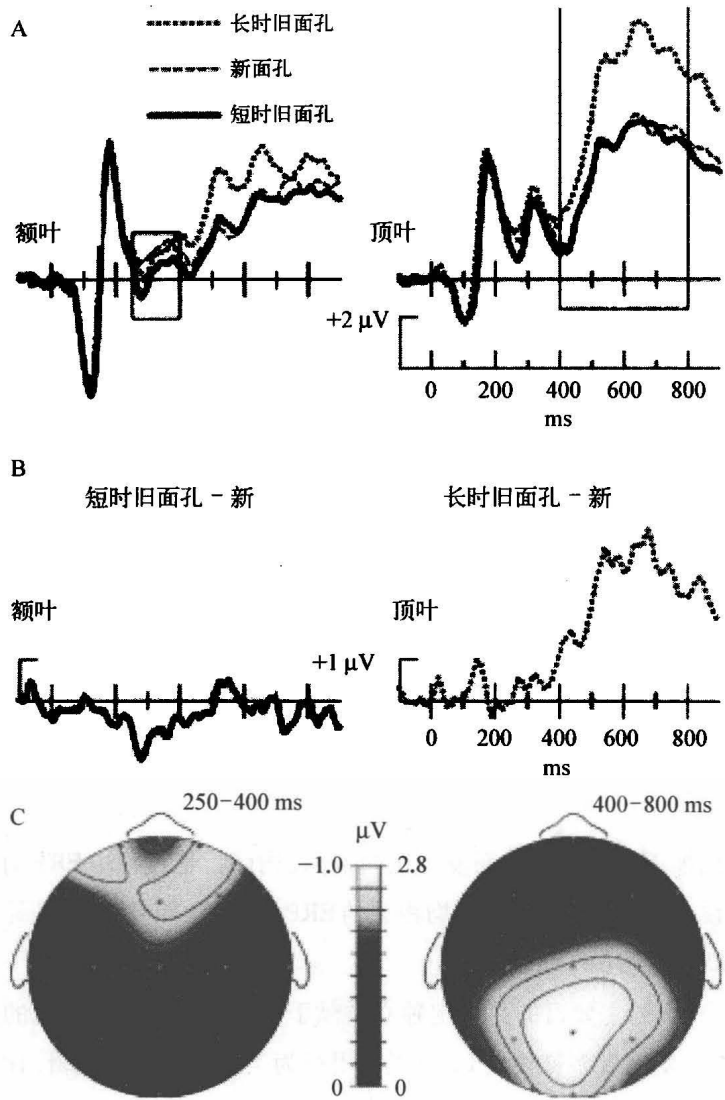 A
长时旧面孔
新面孔
短时旧面孔
额叶
顶叶
+2 μV
0 200 400 600 800
ms
B
短时旧面孔 - 新
长时旧面孔 - 新
额叶
顶叶
+1 μV
0 200 400 600 800
ms
C
250-400 ms
μV
400-800 ms
-1.0 2.8
0 0